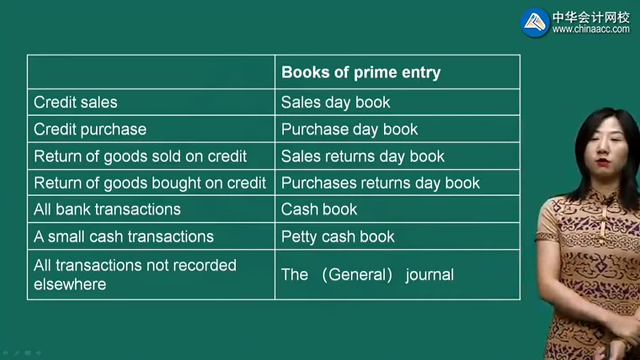 中华会计网校
www.chinaacc.com
Books of prime entry
Credit sales
Sales day book
Credit purchase
Purchase day book
Return of goods sold on credit
Sales returns day book
Return of goods bought on credit
Purchases returns day book
All bank transactions
Cash book
A small cash transactions
Petty cash book
All transactions not recorded
elsewhere
The （General） journal